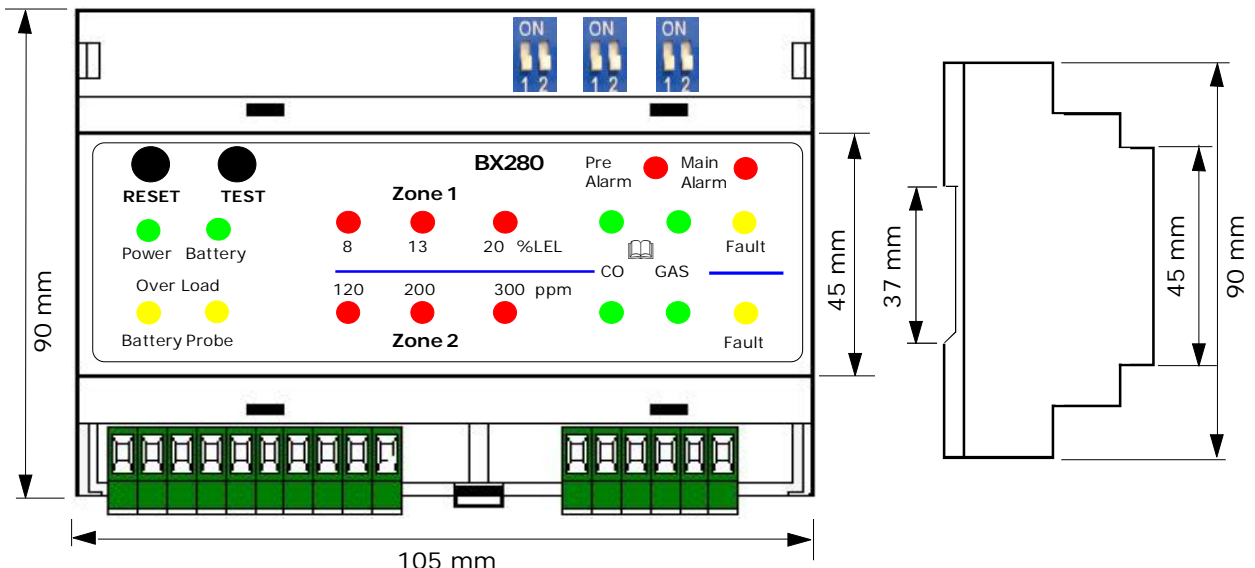 ON ON ON
1 2 1 2 1 2
BX280
Pre Alarm
Main Alarm
RESET TEST
Zone 1
Power Battery
8 13 20 %LEL
Fault
CO GAS
Over Load
120 200 300 ppm
Battery Probe
Zone 2
Fault
90 mm
45 mm
105 mm
37 mm
45 mm
90 mm